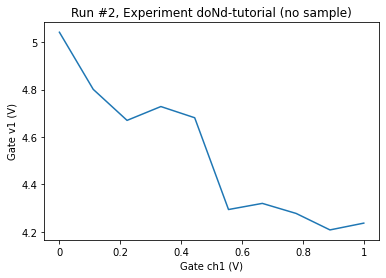 Run #2, Experiment doNd-tutorial (no sample)
5
4.8
4.6
4.4
4.2
Gate v1 (V)
0 0.2 0.4 0.6 0.8 1
Gate ch1 (V)